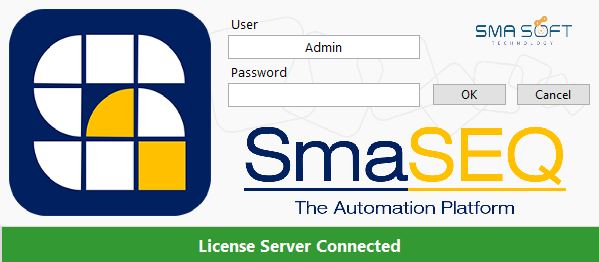 User
SMA SOFT
TECHNOLOGY
Admin
Password
OK
Cancel
SmaSEQ
The Automation Platform
License Server Connected